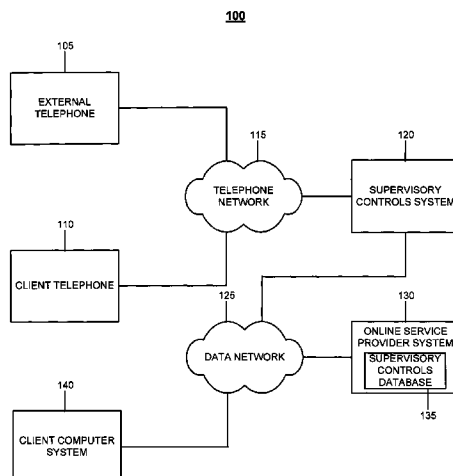 100
105
EXTERNAL
TELEPHONE
115
120
TELEPHONE
NETWORK
SUPERVISORY
CONTROLS SYSTEM
110
CLIENT TELEPHONE
125
130
DATA NETWORK
ONLINE SERVICE
PROVIDER SYSTEM
SUPERVISORY
CONTROLS
DATABASE
135
140
CLIENT COMPUTER
SYSTEM